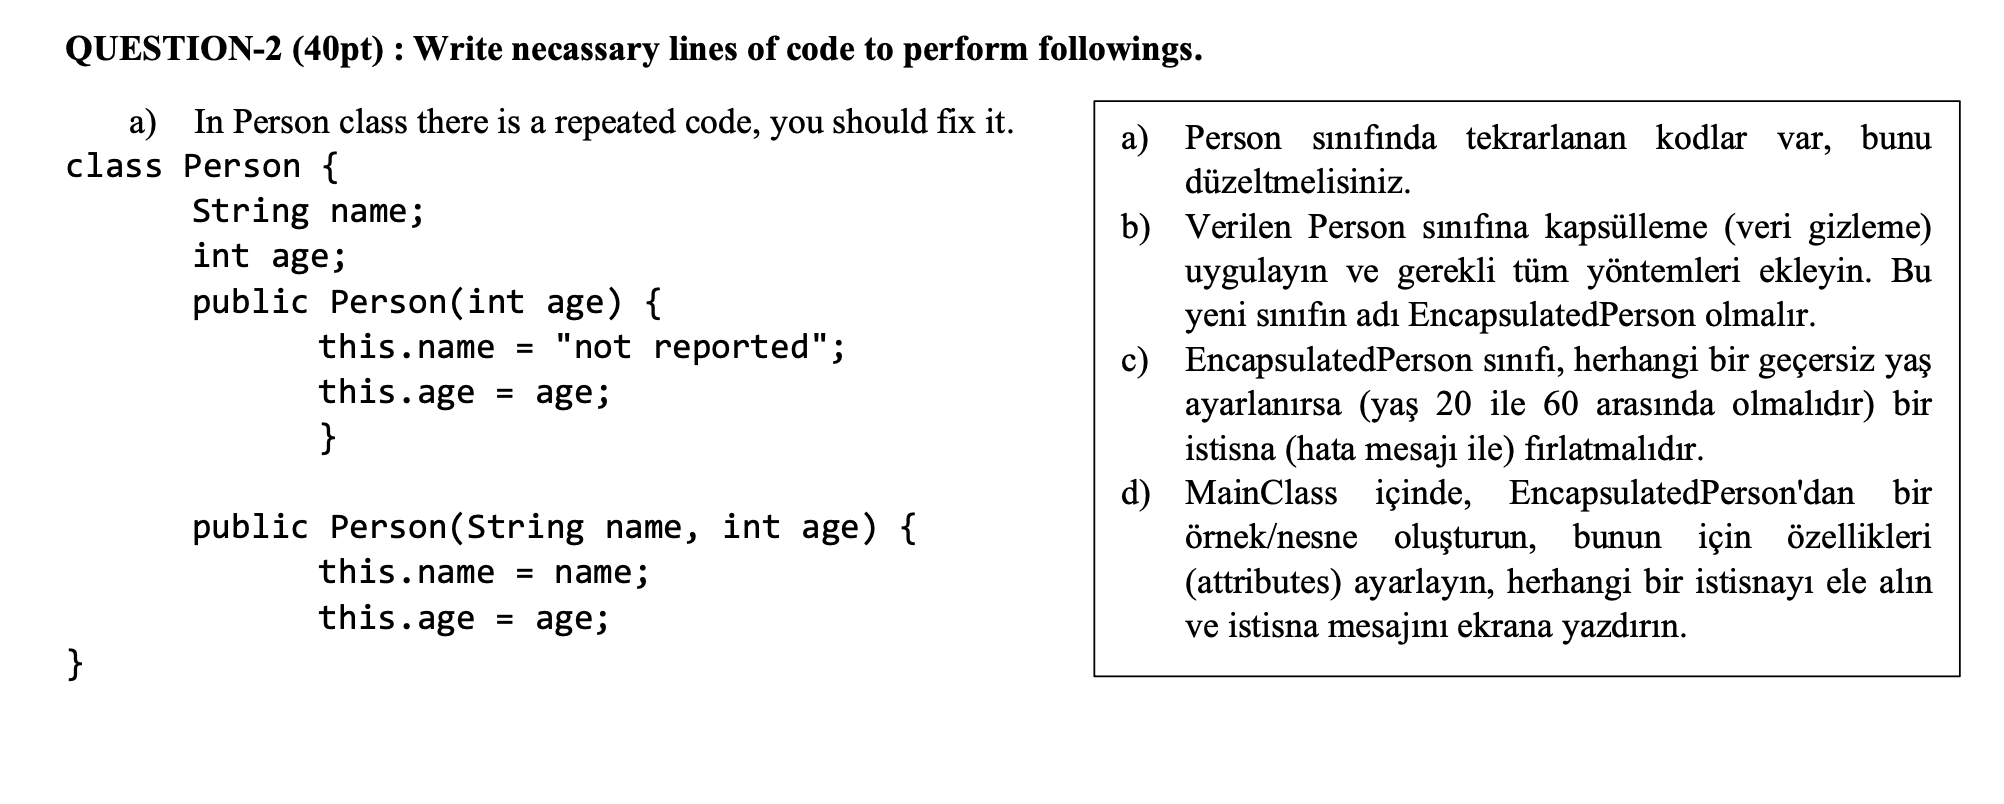 QUESTION-2 (40pt) : Write necassary lines of code to perform followings.
a) In Person class there is a repeated code, you should fix it.
class Person {
String name;
int age;
public Person(int age) {
this.name = "not reported";
this.age = age;
}
public Person(String name, int age) {
this.name = name;
this.age = age;
}
a) Person sınıfında tekrarlanan kodlar var, bunu
düzeltmelisiniz.
b) Verilen Person sınıfına kapsülleme (veri gizleme)
uygulayın ve gerekli tüm yöntemleri ekleyin. Bu
yeni sınıfın adı EncapsulatedPerson olmalır.
c) EncapsulatedPerson sınıfı, herhangi bir geçersiz yaş
ayarlanırsa (yaş 20 ile 60 arasında olmalıdır) bir
istisna (hata mesajı ile) fırlatmalıdır.
d) MainClass içinde, EncapsulatedPerson'dan bir
örnek/nesne oluşturun, bunun için özellikleri
(attributes) ayarlayın, herhangi bir istisnayı ele alın
ve istisna mesajını ekrana yazdırın.